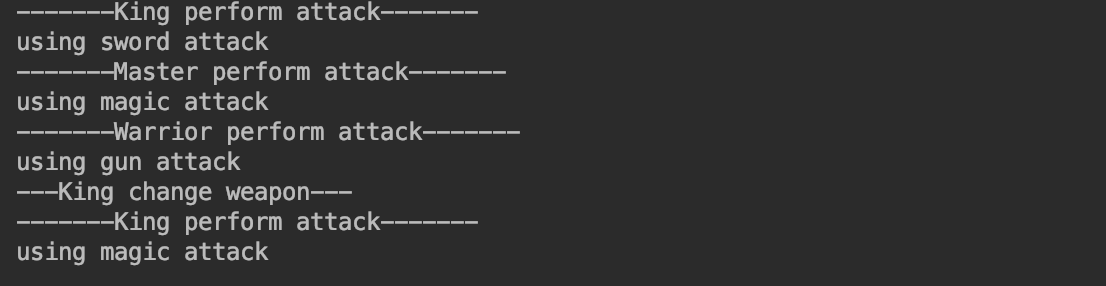 -------King perform attack-------
using sword attack
-------Master perform attack-------
using magic attack
-------Warrior perform attack-------
using gun attack
---King change weapon---
-------King perform attack-------
using magic attack